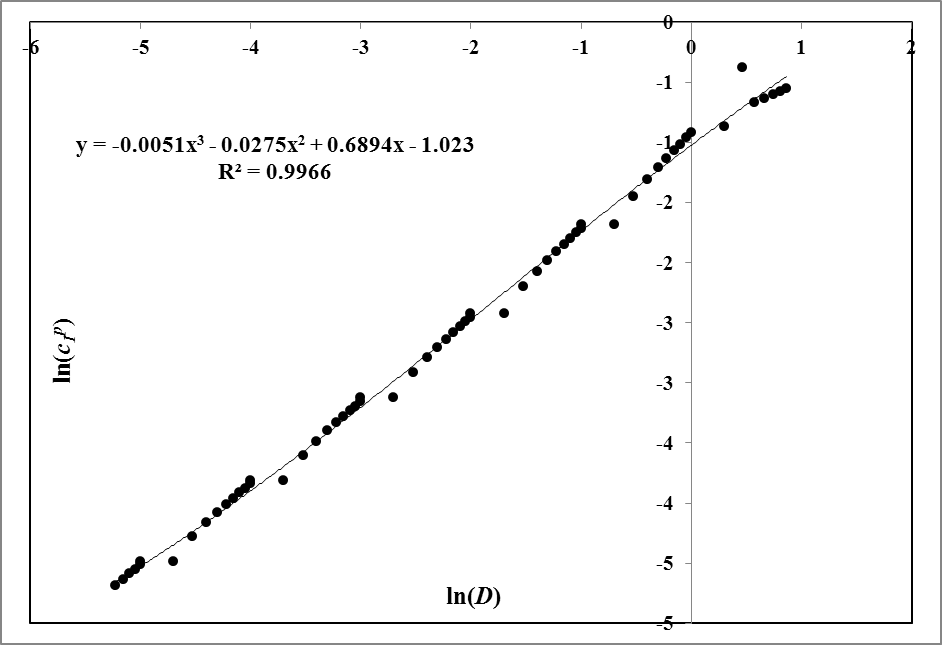 0
-6 -5 -4 -3 -2 -1 0 1 2
-1
y = -0.0051x³ - 0.0275x² + 0.6894x - 1.023
-1
R² = 0.9966
-2
-2
-3
ln(c₁ᵖ)
-3
-4
-4
-5
ln(D)
-5